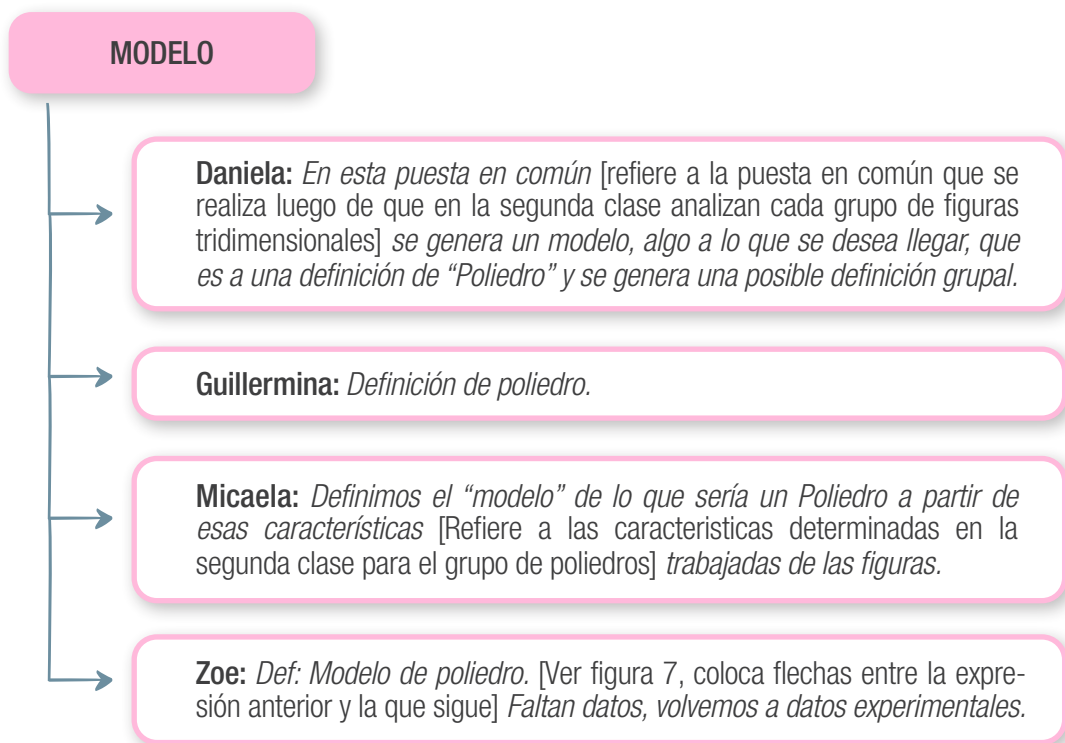 MODELO
Daniela: En esta puesta en común [refiere a la puesta en común que se
realiza luego de que en la segunda clase analizan cada grupo de figuras
tridimensionales] se genera un modelo, algo a lo que se desea llegar, que
es a una definición de “Poliedro” y se genera una posible definición grupal.
Guillermina: Definición de poliedro.
Micaela: Definimos el “modelo” de lo que sería un Poliedro a partir de
esas característícas [Refiere a las caracteristicas determinadas en la
segunda clase para el grupo de poliedros] trabajadas de las figuras.
Zoe: Def: Modelo de poliedro. [Ver figura 7, coloca flechas entre la expre-
sión anterior y la que sigue] Faltan datos, volvemos a datos experimentales.